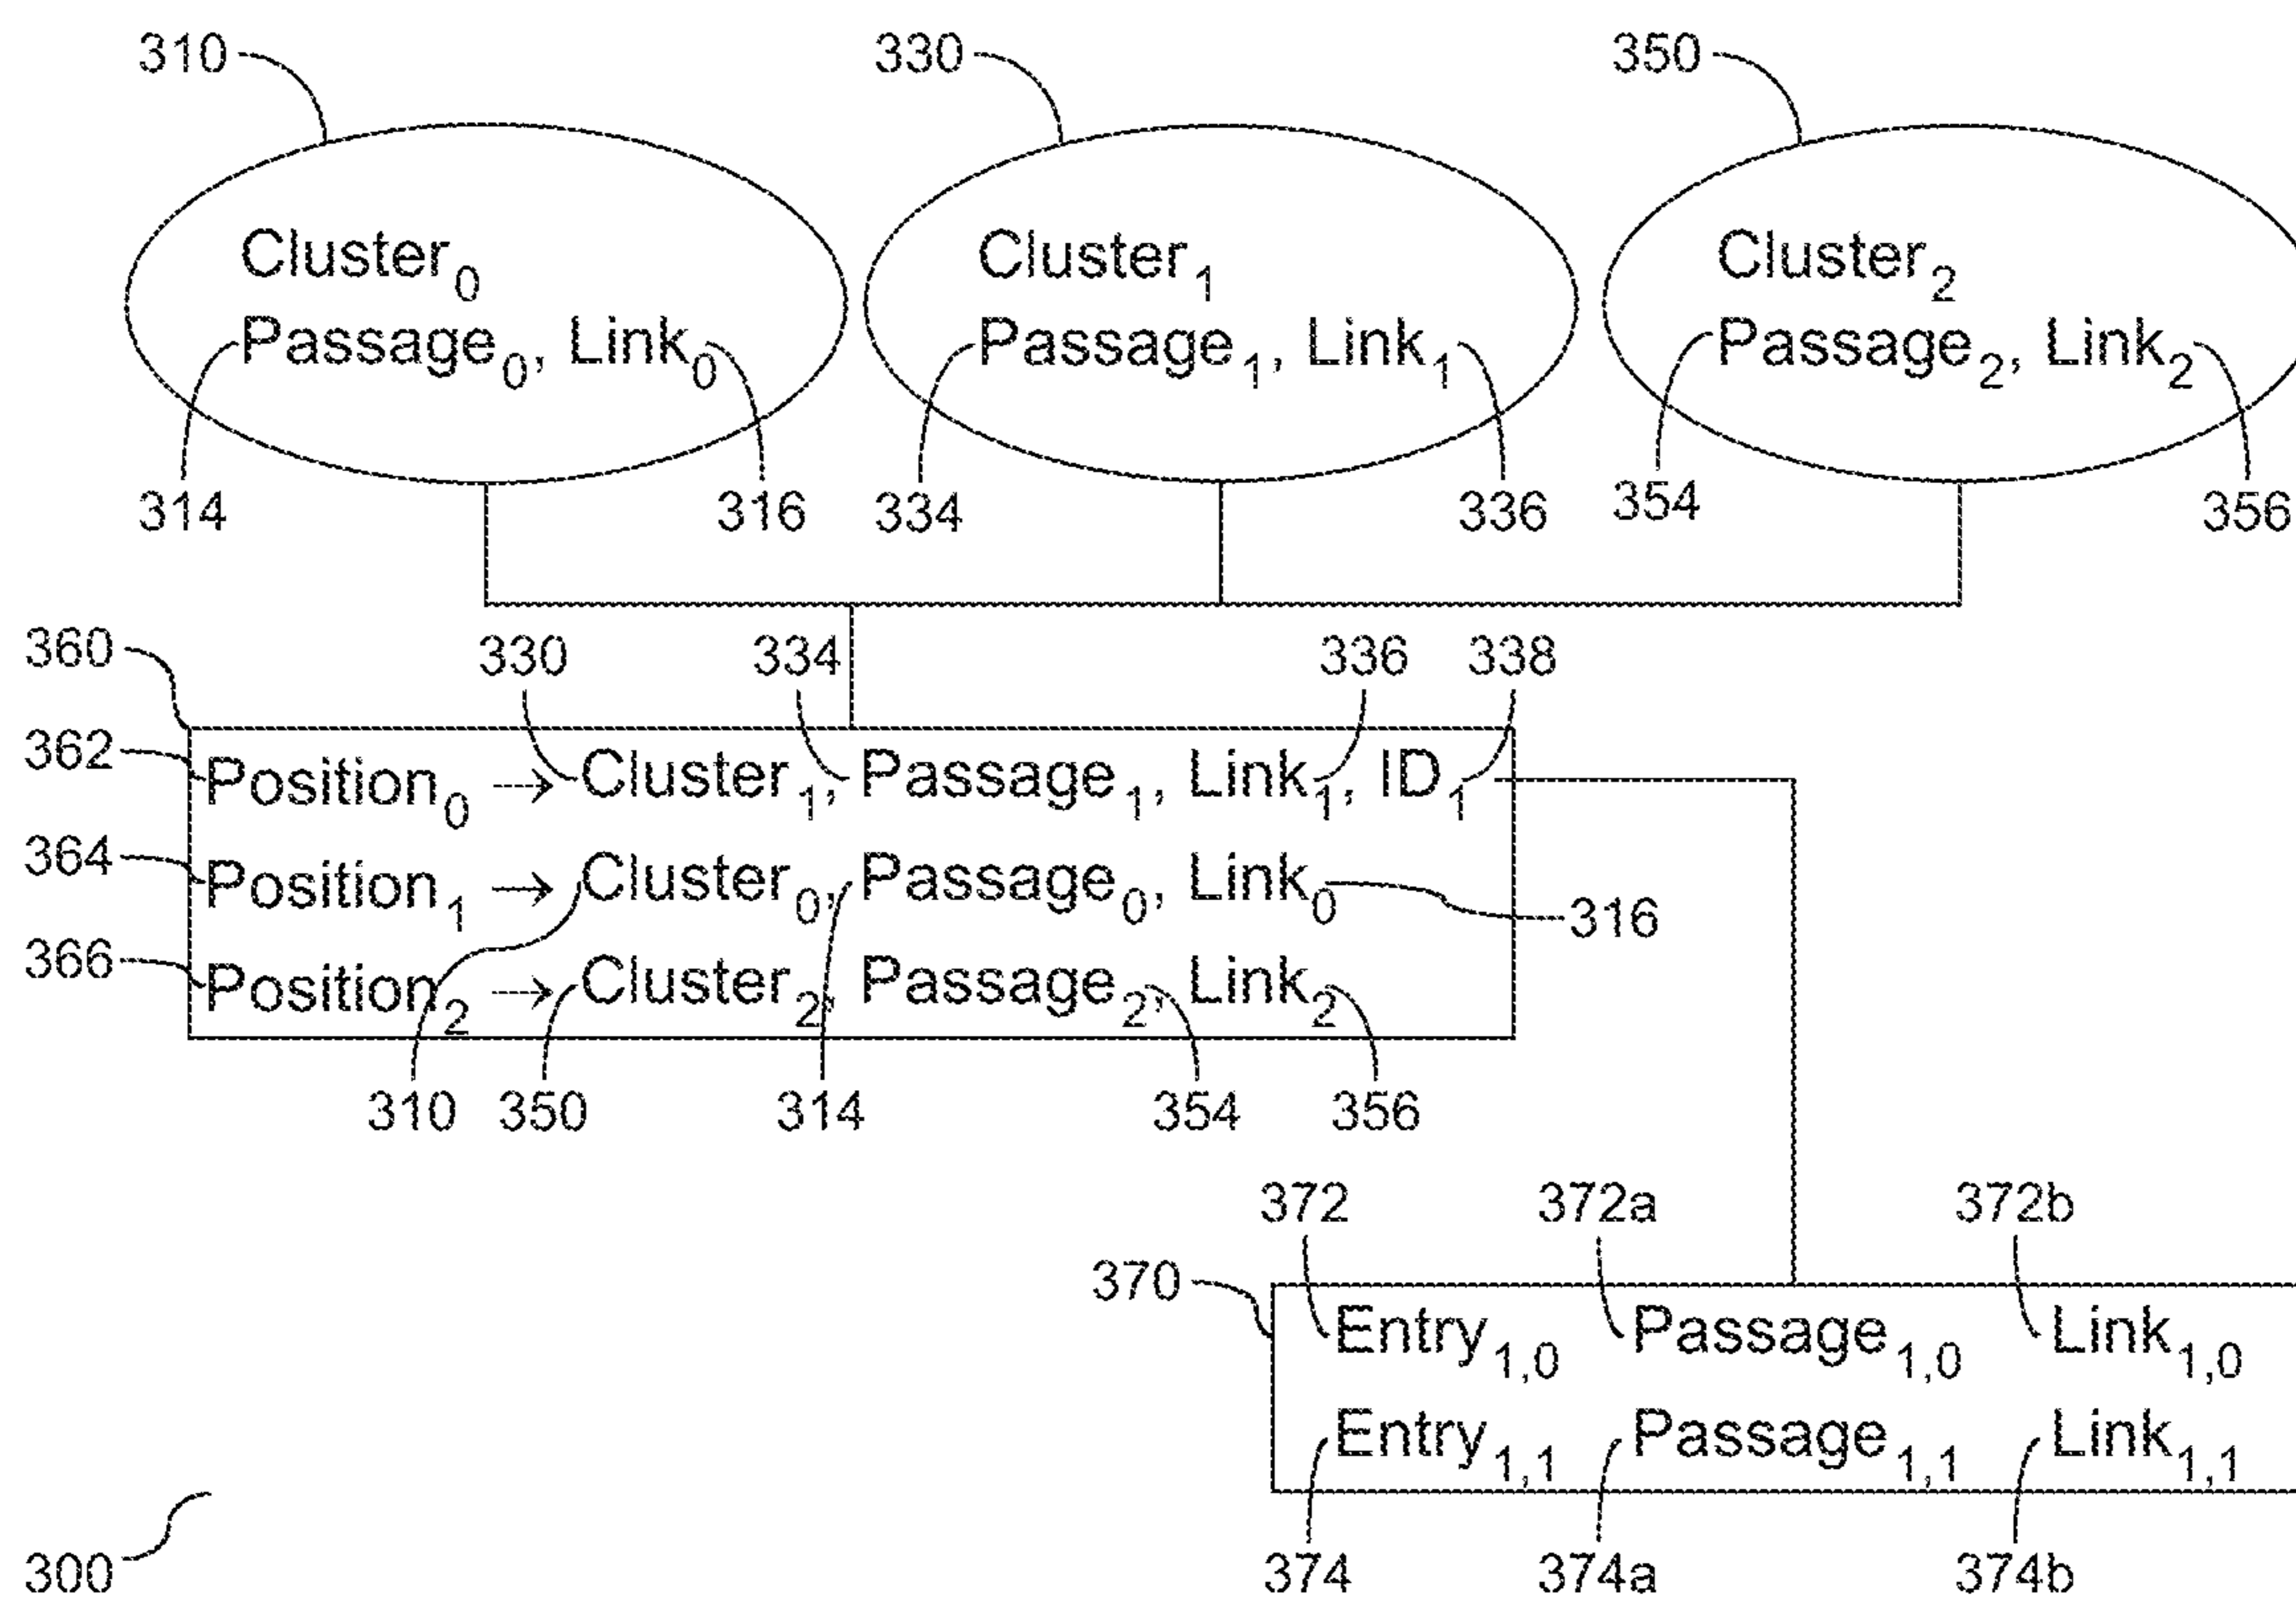 310 330 350
Cluster₀ Cluster₁ Cluster₂
Passage₀, Link₀ Passage₁, Link₁ Passage₂, Link₂
314 316 334 336 354 356
360 330 334 336 338
362 Position₀ → Cluster₁, Passage₁, Link₁, ID₁
364 Position₁ → Cluster₀, Passage₀, Link₀ 316
366 Position₂ → Cluster₂, Passage₂, Link₂
310 350 314 354 356
372 372a 372b
370
Entry₁,₀ Passage₁,₀ Link₁,₀
Entry₁,₁ Passage₁,₁ Link₁,₁
300 374 374a 374b